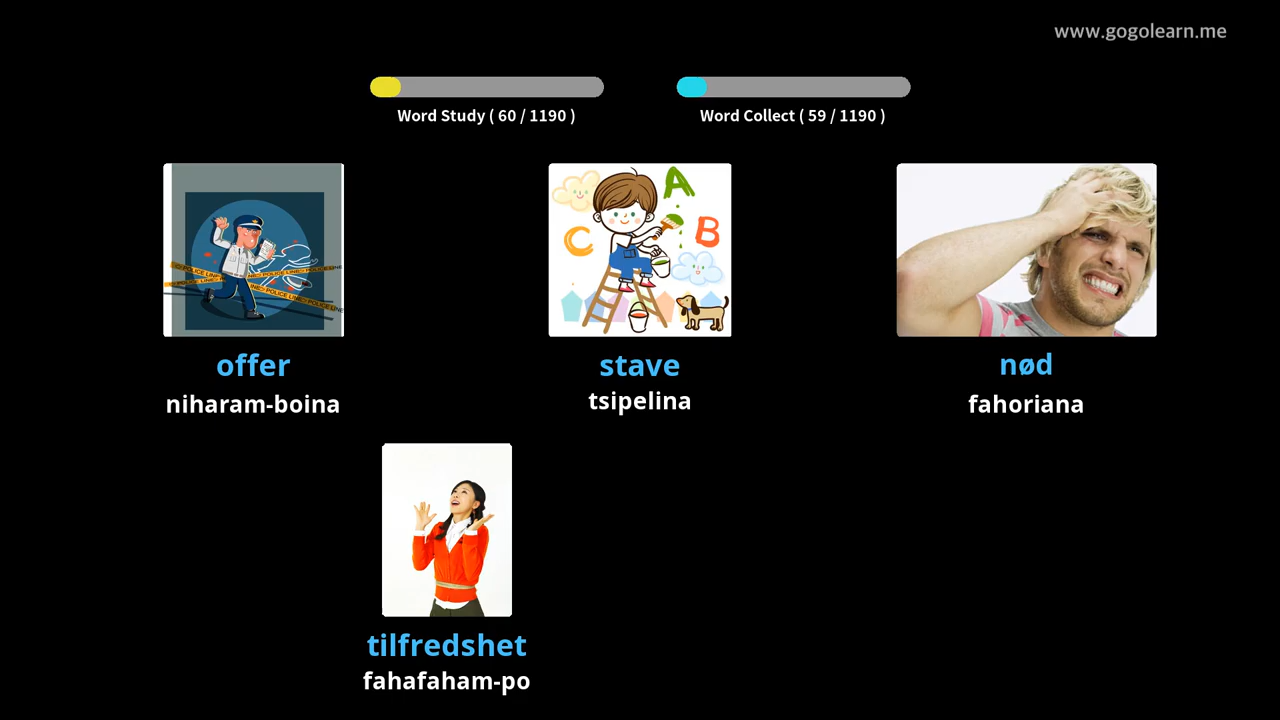 www.gogolearn.me
Word Study ( 60 / 1190 )
Word Collect ( 59 / 1190 )
A
B
C
offer
niharam-boina
stave
tsipelina
nød
fahoriana
tilfredshet
fahafaham-po